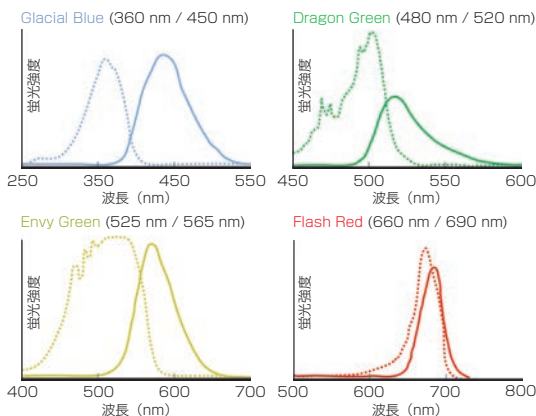 Glacial Blue (360 nm / 450 nm)
蛍光強度
250 350 450 550
波長（nm）
Dragon Green (480 nm / 520 nm)
蛍光強度
450 500 550 600
波長（nm）
Envy Green (525 nm / 565 nm)
蛍光強度
400 500 600 700
波長（nm）
Flash Red (660 nm / 690 nm)
蛍光強度
500 600 700 800
波長（nm）